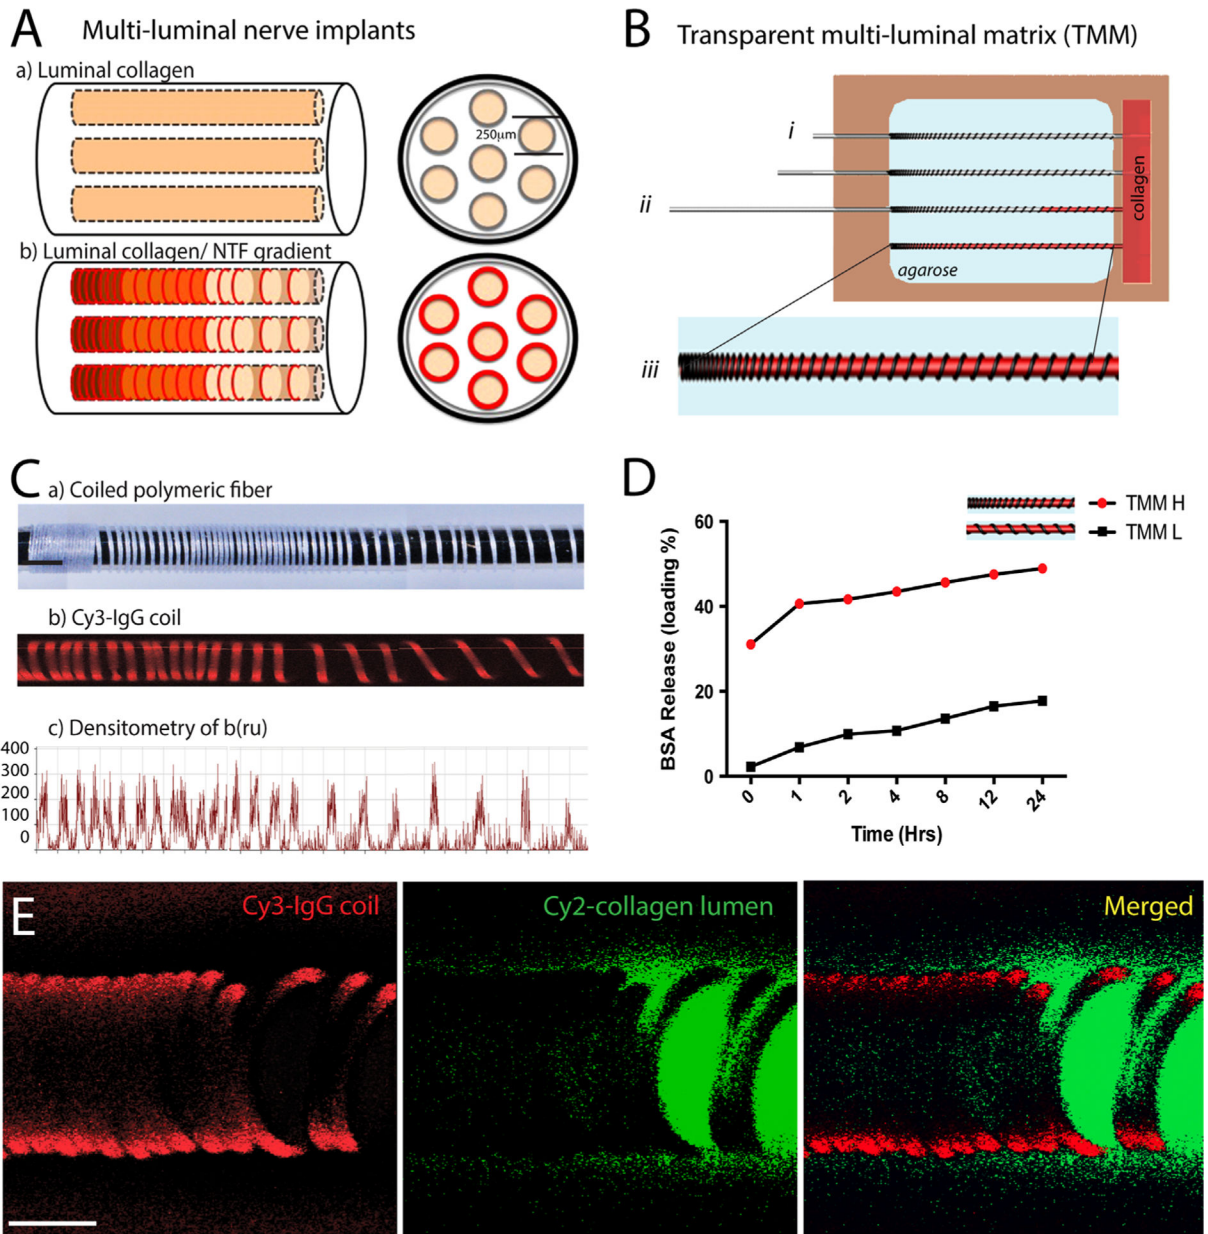 A Multi-luminal nerve implants
a) Luminal collagen
250µm
b) Luminal collagen/ NTF gradient
B Transparent multi-luminal matrix (TMM)
i
ii
collagen
agarose
iii
C
a) Coiled polymeric fiber
b) Cy3-IgG coil
c) Densitometry of b(ru)
400
300
200
100
0
D
TMM H
TMM L
BSA Release (loading %)
60
40
20
0
0 1 2 4 8 12 24
Time (Hrs)
E
Cy3-IgG coil
Cy2-collagen lumen
Merged